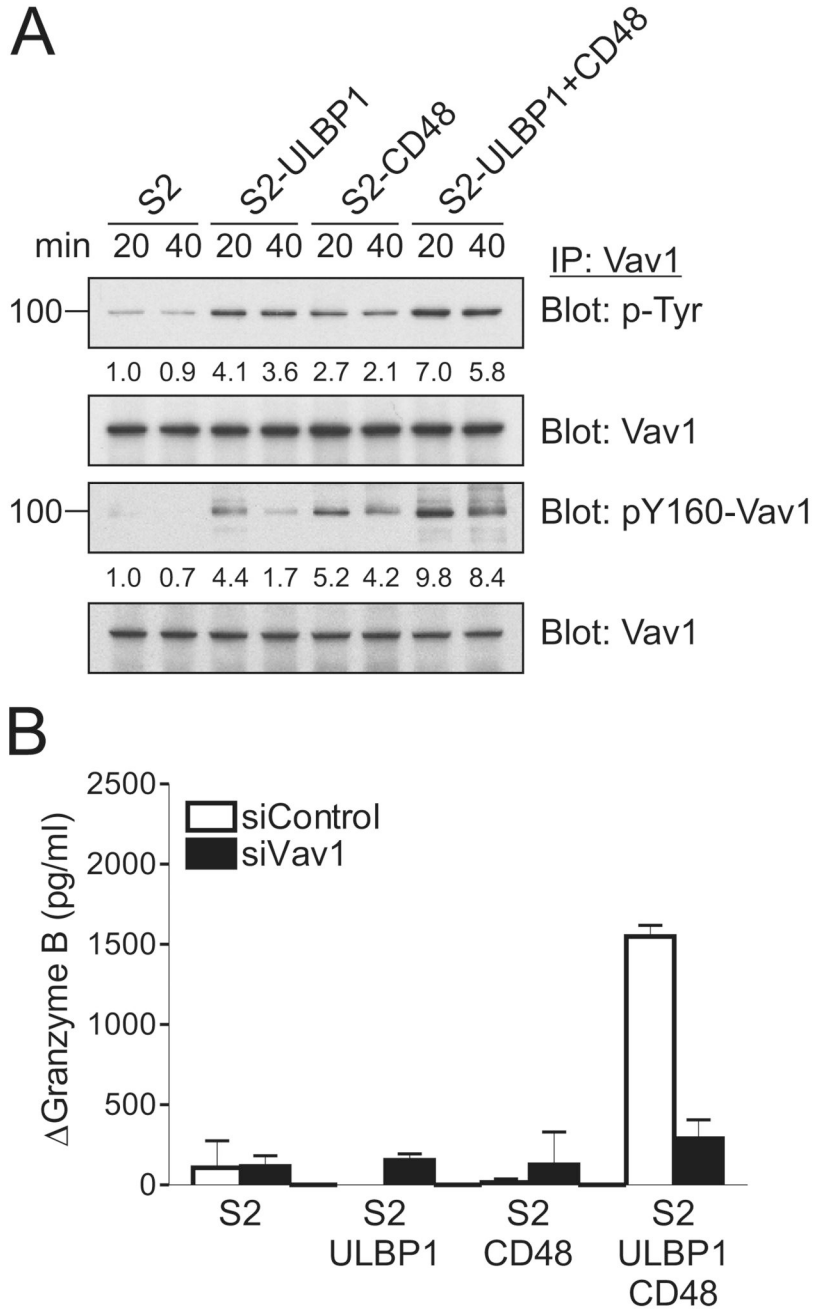 A
S2 S2-ULBP1 S2-CD48 S2-ULBP1+CD48
min 20 40 20 40 20 40 20 40
IP: Vav1
100 Blot: p-Tyr
1.0 0.9 4.1 3.6 2.7 2.1 7.0 5.8
Blot: Vav1
100 Blot: pY160-Vav1
1.0 0.7 4.4 1.7 5.2 4.2 9.8 8.4
Blot: Vav1
B
ΔGranzyme B (pg/ml)
2500
2000
1500
1000
500
0
siControl
siVav1
S2 S2 S2 S2
ULBP1 CD48 ULBP1
CD48